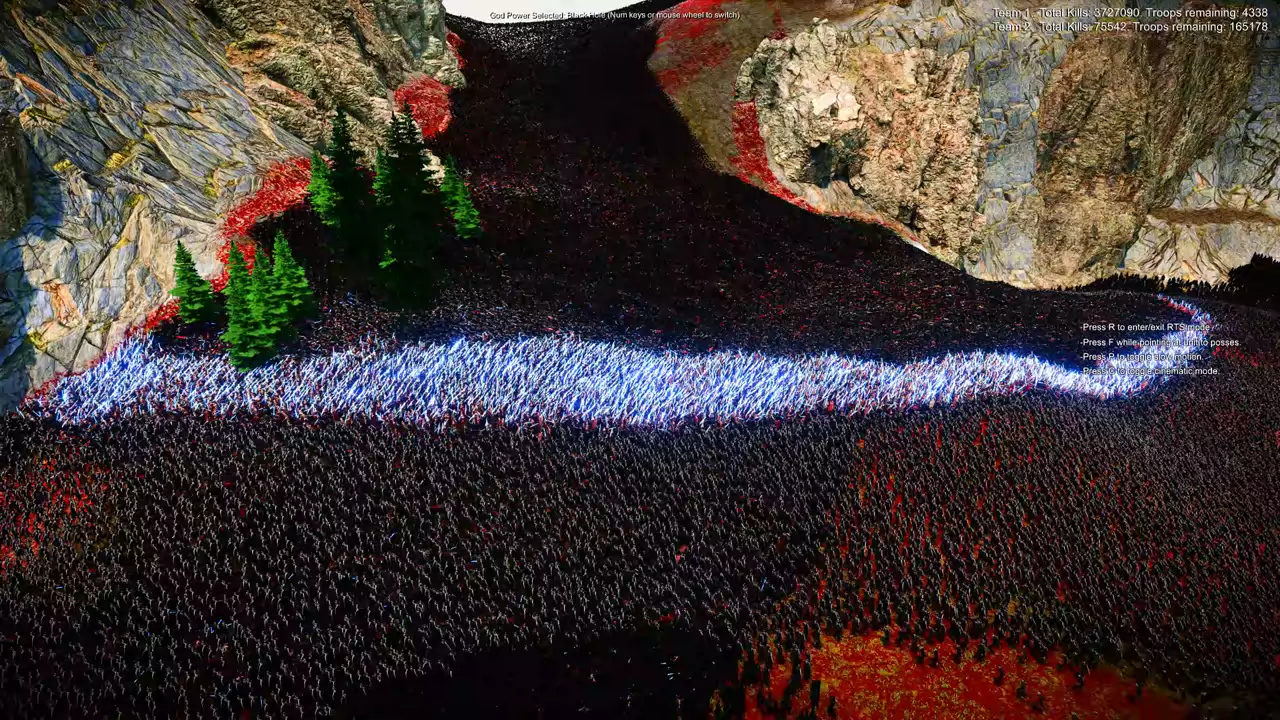 God Power Selected: Black Hole (Num keys or mouse wheel to switch)
Team 1. Total Kills: 3727090. Troops remaining: 4338
Team 2. Total Kills: 75542. Troops remaining: 165178
-Press R to enter/exit RTS mode.
-Press F while pointing at unit to posses.
-Press P to toggle slow motion.
-Press C to toggle cinematic mode.